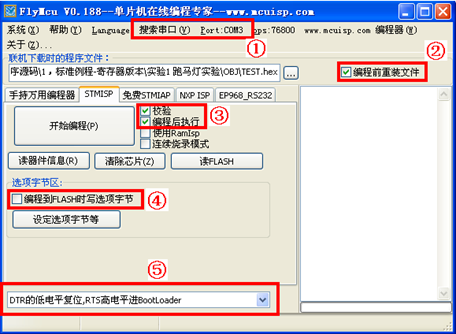 FlyMcu V0.188--单片机在线编程专家--www.mcuisp.com
系统(X) 帮助(Y) Language 搜索串口(V) Port:COM3 bps:76800 www.mcuisp.com 编程器(W)
①
关于(Z)...
②
联机下载时的程序文件:
序源码\1，标准例程-寄存器版本\实验1 跑马灯实验\OBJ\TEST.hex ... 编程前重装文件
手持万用编程器 STMISP 免费STMIAP NXP ISP EP968_RS232
开始编程(P)
校验
编程后执行
③
使用RamIsp
连续烧录模式
读器件信息(R) 清除芯片(Z) 读FLASH
选项字节区:
编程到FLASH时写选项字节 ④
设定选项字节等
⑤
DTR的低电平复位,RTS高电平进BootLoader